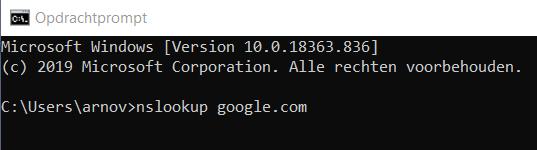 Opdrachtprompt
Microsoft Windows [Version 10.0.18363.836]
(c) 2019 Microsoft Corporation. Alle rechten voorbehouden.
C:\Users\arnov>nslookup google.com